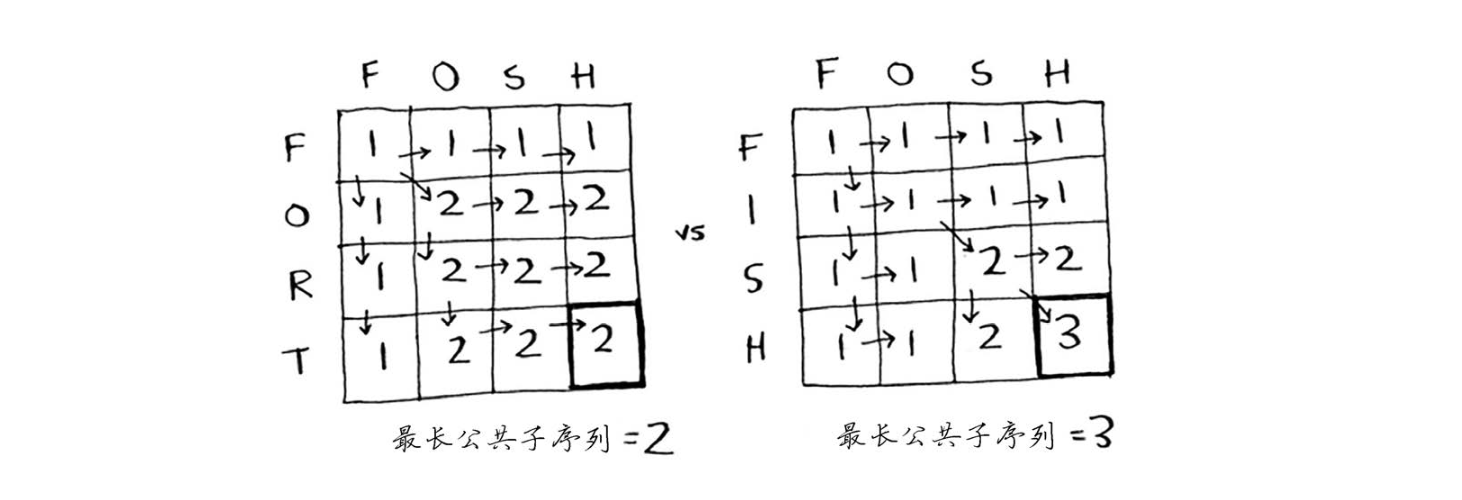 F O S H
F 1 → 1 → 1 → 1
O 1 2 → 2 → 2
R 1 2 → 2 → 2
T 1 2 → 2 → 2
最长公共子序列=2
vs
F O S H
F 1 → 1 → 1 → 1
I 1 → 1 → 1 → 1
S 1 → 1 2 → 2
H 1 → 1 2 3
最长公共子序列=3